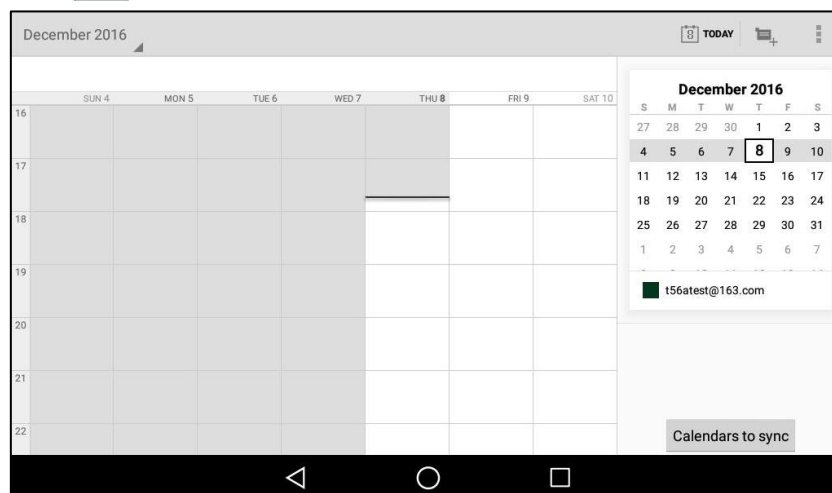 December 2016
8 TODAY
SUN 4 MON 5 TUE 6 WED 7 THU 8 FRI 9 SAT 10
16
17
18
19
20
21
22
December 2016
S M T W T F S
27 28 29 30 1 2 3
4 5 6 7 8 9 10
11 12 13 14 15 16 17
18 19 20 21 22 23 24
25 26 27 28 29 30 31
1 2 3 4 5 6 7
t56atest@163.com
Calendars to sync